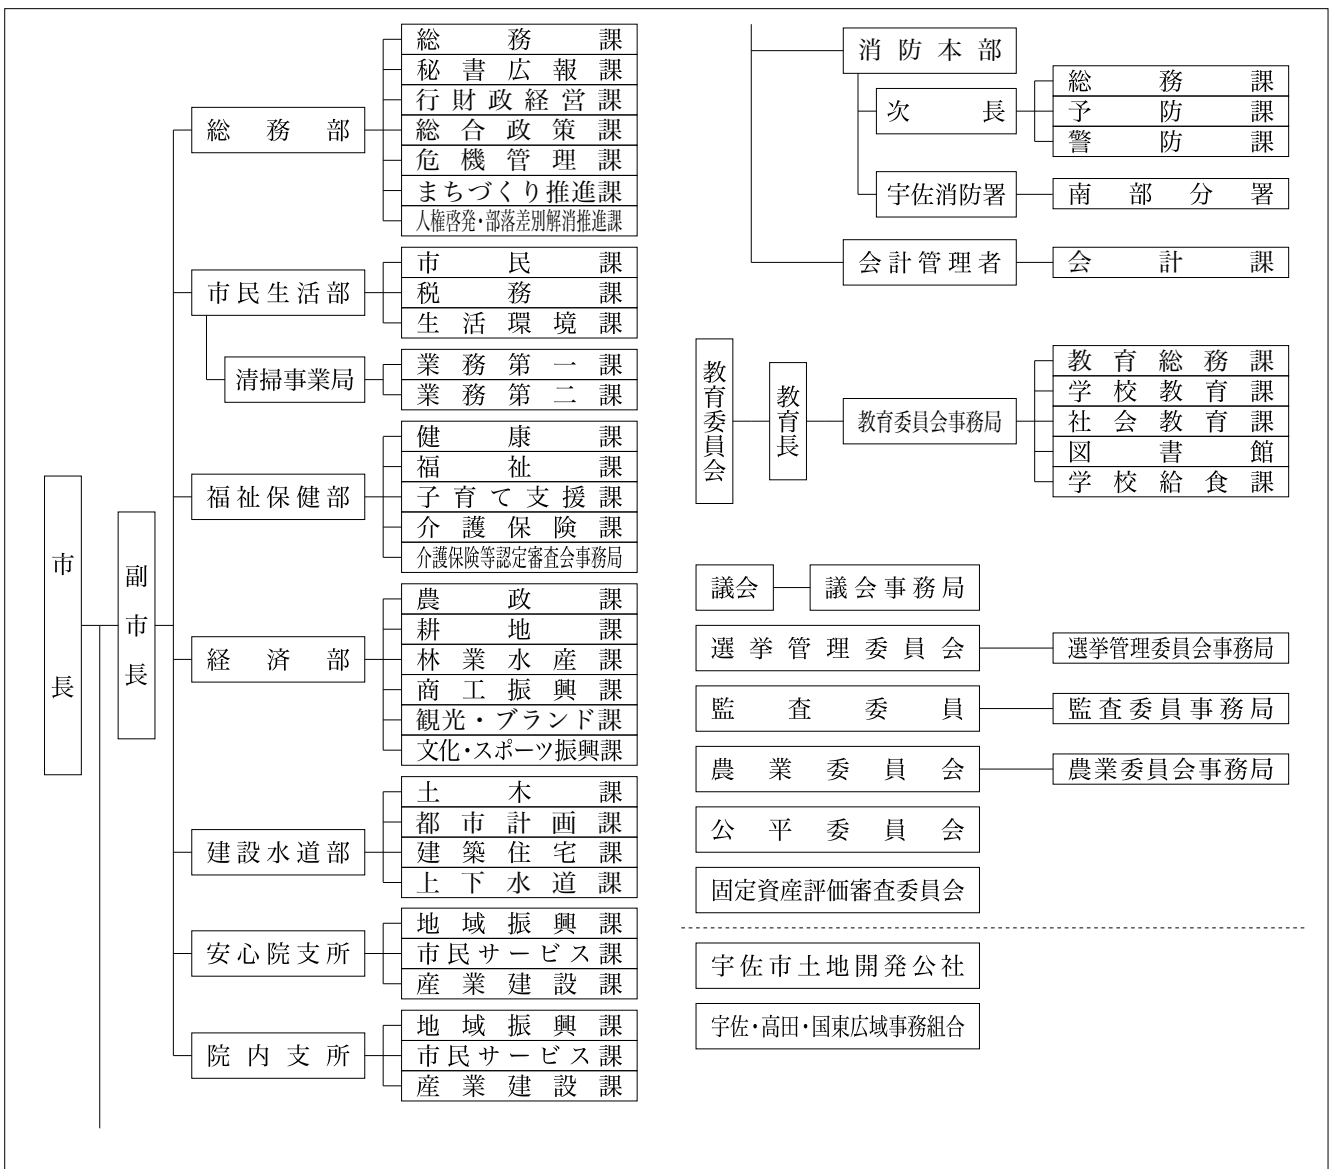 市長
副市長
総務部
総務課
秘書広報課
行財政経営課
総合政策課
危機管理課
まちづくり推進課
人権啓発・部落差別解消推進課
市民生活部
市民課
税務課
生活環境課
清掃事業局
業務第一課
業務第二課
福祉保健部
健康課
福祉課
子育て支援課
介護保険課
介護保険等認定審査会事務局
経済部
農政課
耕地課
林業水産課
商工振興課
観光・ブランド課
文化・スポーツ振興課
建設水道部
土木課
都市計画課
建築住宅課
上下水道課
安心院支所
地域振興課
市民サービス課
産業建設課
院内支所
地域振興課
市民サービス課
産業建設課
消防本部
次長
総務課
予防課
警防課
宇佐消防署
南部分署
会計管理者
会計課
教育委員会
教育長
教育委員会事務局
教育総務課
学校教育課
社会教育課
図書館
学校給食課
議会
議会事務局
選挙管理委員会
選挙管理委員会事務局
監査委員
監査委員事務局
農業委員会
農業委員会事務局
公平委員会
固定資産評価審査委員会
宇佐市土地開発公社
宇佐・高田・国東広域事務組合